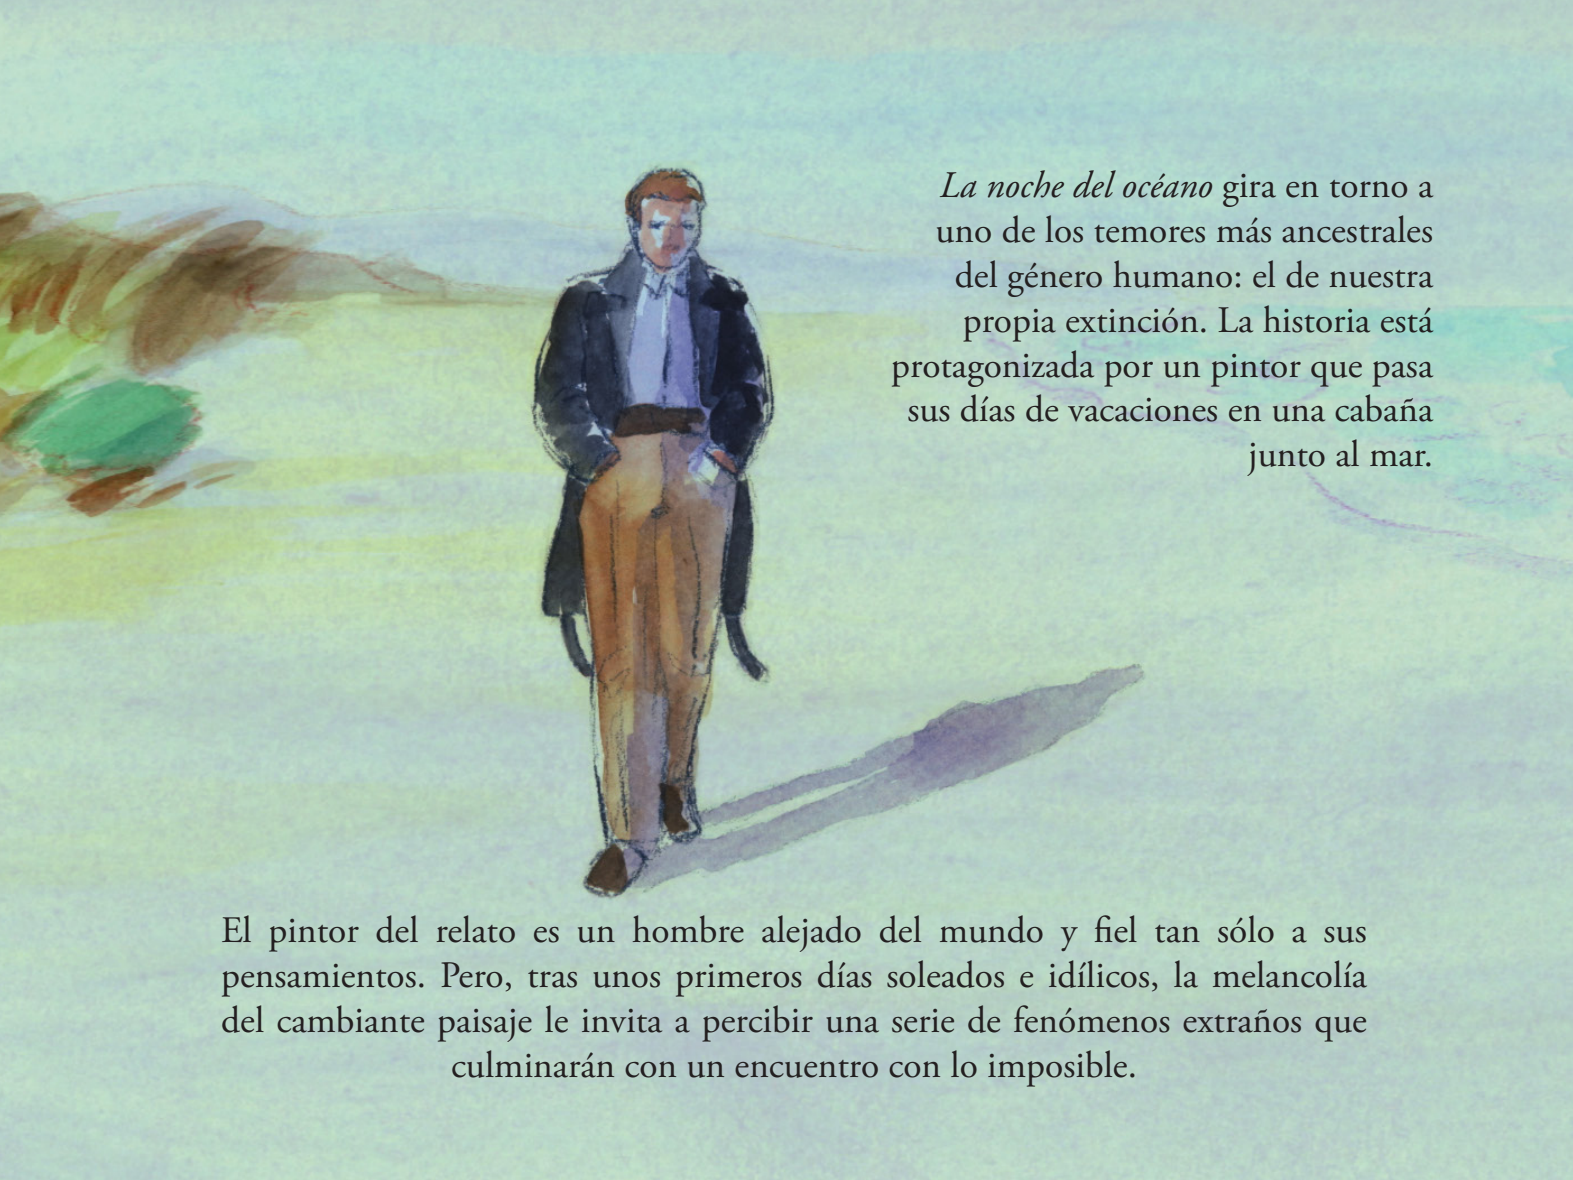 La noche del océano gira en torno a
uno de los temores más ancestrales
del género humano: el de nuestra
propia extinción. La historia está
protagonizada por un pintor que pasa
sus días de vacaciones en una cabaña
junto al mar.
El pintor del relato es un hombre alejado del mundo y fiel tan sólo a sus
pensamientos. Pero, tras unos primeros días soleados e idílicos, la melancolía
del cambiante paisaje le invita a percibir una serie de fenómenos extraños que
culminarán con un encuentro con lo imposible.